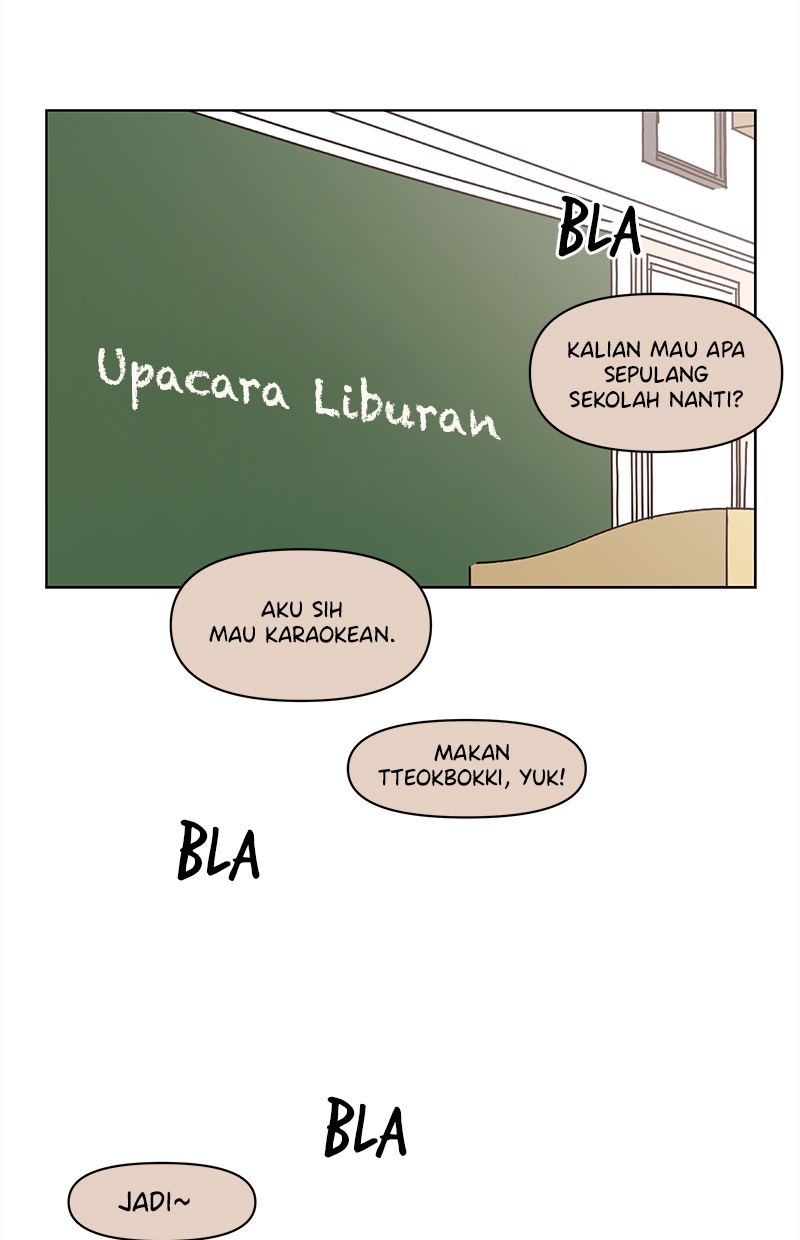 BLA
KALIAN MAU APA
SEPULANG
SEKOLAH NANTI?
Upacara Liburan
AKU SIH
MAU KARAOKEAN.
MAKAN
TTEOKBOKKI, YUK!
BLA
BLA
JADI~